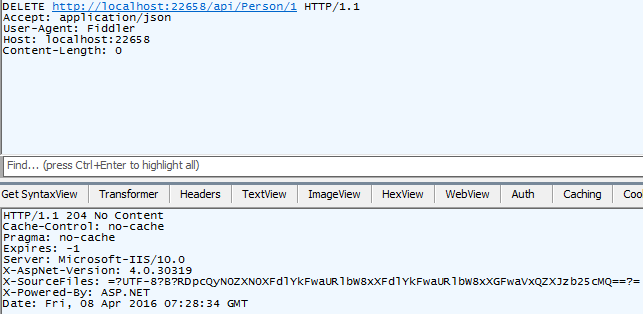 DELETE http://localhost:22658/api/Person/1 HTTP/1.1
Accept: application/json
User-Agent: Fiddler
Host: localhost:22658
Content-Length: 0
Find... (press Ctrl+Enter to highlight all)
Get SyntaxView Transformer Headers TextView ImageView HexView WebView Auth Caching Coo
HTTP/1.1 204 No Content
Cache-Control: no-cache
Pragma: no-cache
Expires: -1
Server: Microsoft-IIS/10.0
X-AspNet-Version: 4.0.30319
X-SourceFiles: =?UTF-8?B?RDpcQyN0ZXN0XFdlYkFwaURlbW8xXFdlYkFwaURlbW8xXGFwaVxQZXJzb25cMQ==?=
X-Powered-By: ASP.NET
Date: Fri, 08 Apr 2016 07:28:34 GMT